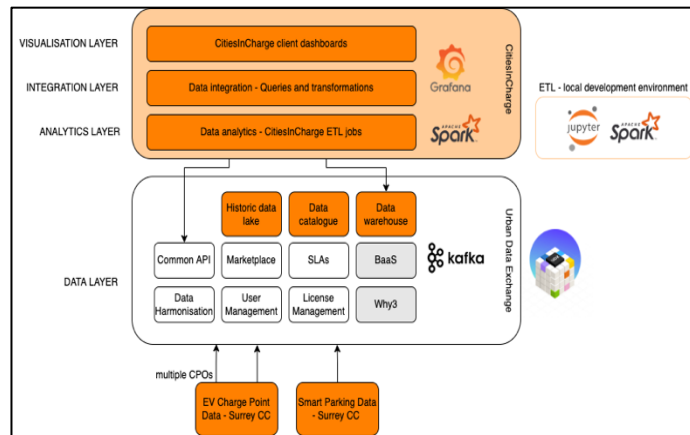 VISUALISATION LAYER
CitiesInCharge client dashboards
INTEGRATION LAYER
Data integration - Queries and transformations
Grafana
ANALYTICS LAYER
Data analytics - CitiesInCharge ETL jobs
APACHE
Spark
CitiesInCharge
ETL - local development environment
jupyter
APACHE
Spark
Historic data
lake
Data
catalogue
Data
warehouse
Common API
Marketplace
SLAs
BaaS
kafka
DATA LAYER
Data
Harmonisation
User
Management
License
Management
Why3
Urban Data Exchange
multiple CPOs
EV Charge Point
Data - Surrey CC
Smart Parking Data
- Surrey CC